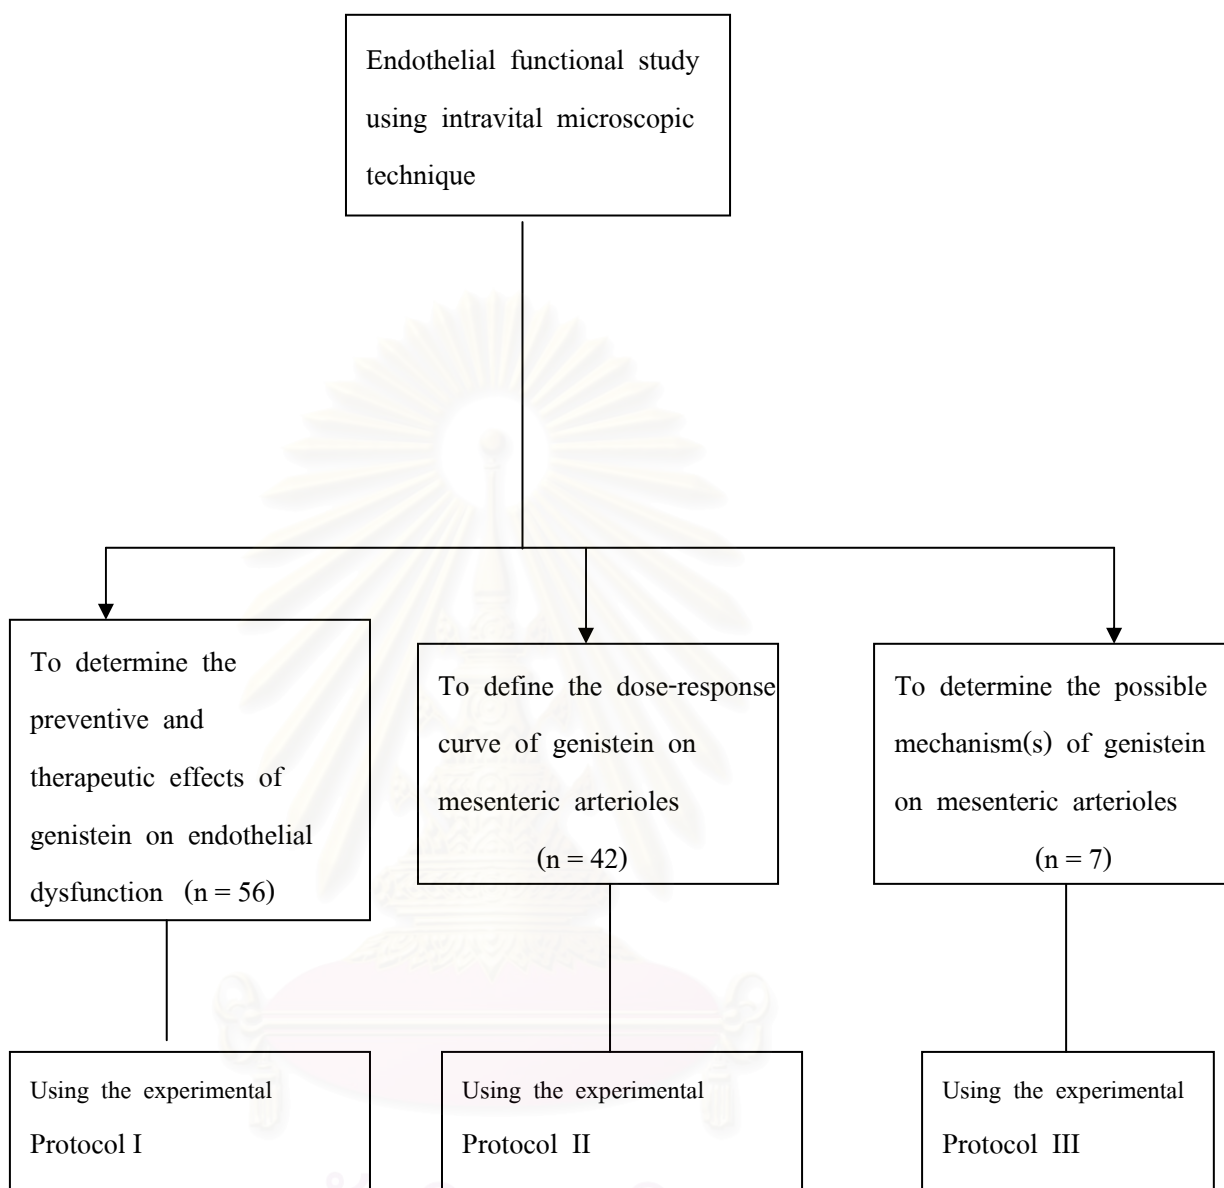 Endothelial functional study
using intravital microscopic
technique
To determine the
preventive and
therapeutic effects of
genistein on endothelial
dysfunction (n = 56)
To define the dose-response
curve of genistein on
mesenteric arterioles
(n = 42)
To determine the possible
mechanism(s) of genistein
on mesenteric arterioles
(n = 7)
Using the experimental
Protocol I
Using the experimental
Protocol II
Using the experimental
Protocol III